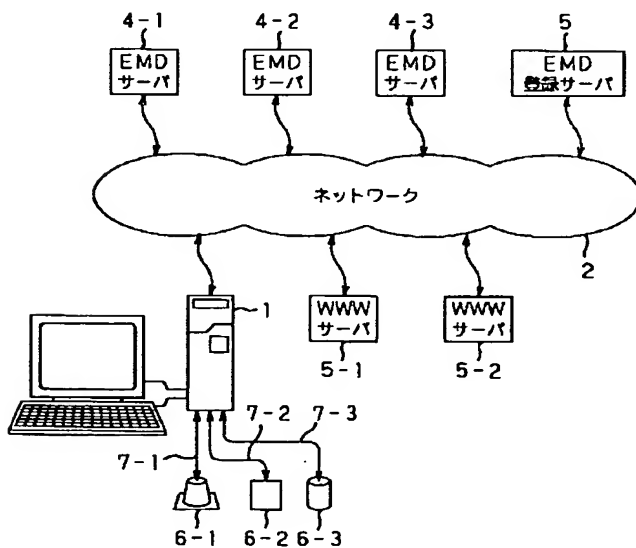 4-1
4-2
4-3
5
EMD
サーバ
EMD
サーバ
EMD
サーバ
EMD
登録サーバ
ネットワーク
2
1
WWW
サーバ
WWW
サーバ
5-1
5-2
7-2
7-3
7-1
6-1
6-2
6-3